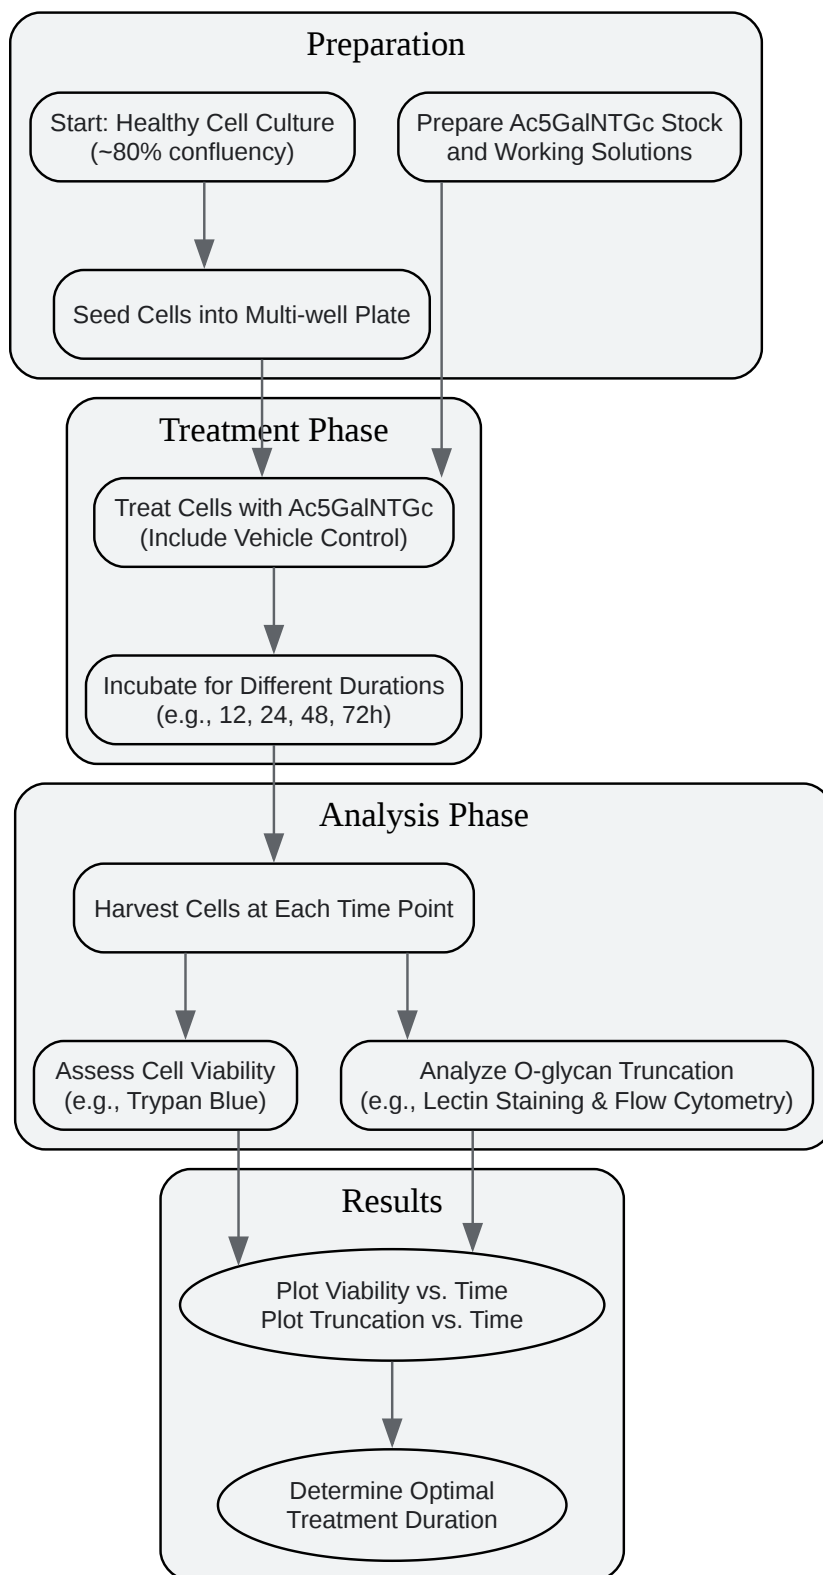 Preparation
Start: Healthy Cell Culture
(~80% confluency)
Prepare Ac5GalNTGc Stock
and Working Solutions
Seed Cells into Multi-well Plate
Treatment Phase
Treat Cells with Ac5GalNTGc
(Include Vehicle Control)
Incubate for Different Durations
(e.g., 12, 24, 48, 72h)
Analysis Phase
Harvest Cells at Each Time Point
Assess Cell Viability
(e.g., Trypan Blue)
Analyze O-glycan Truncation
(e.g., Lectin Staining & Flow Cytometry)
Results
Plot Viability vs. Time
Plot Truncation vs. Time
Determine Optimal
Treatment Duration